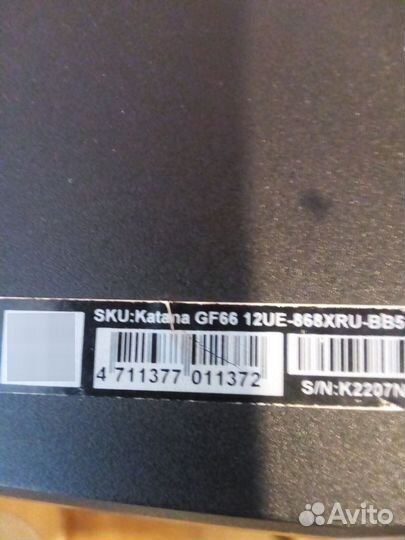 SKU:Katana GF66 12UE-868XRU-BB5
4 711377 011372
S/N:K2207N
Avito